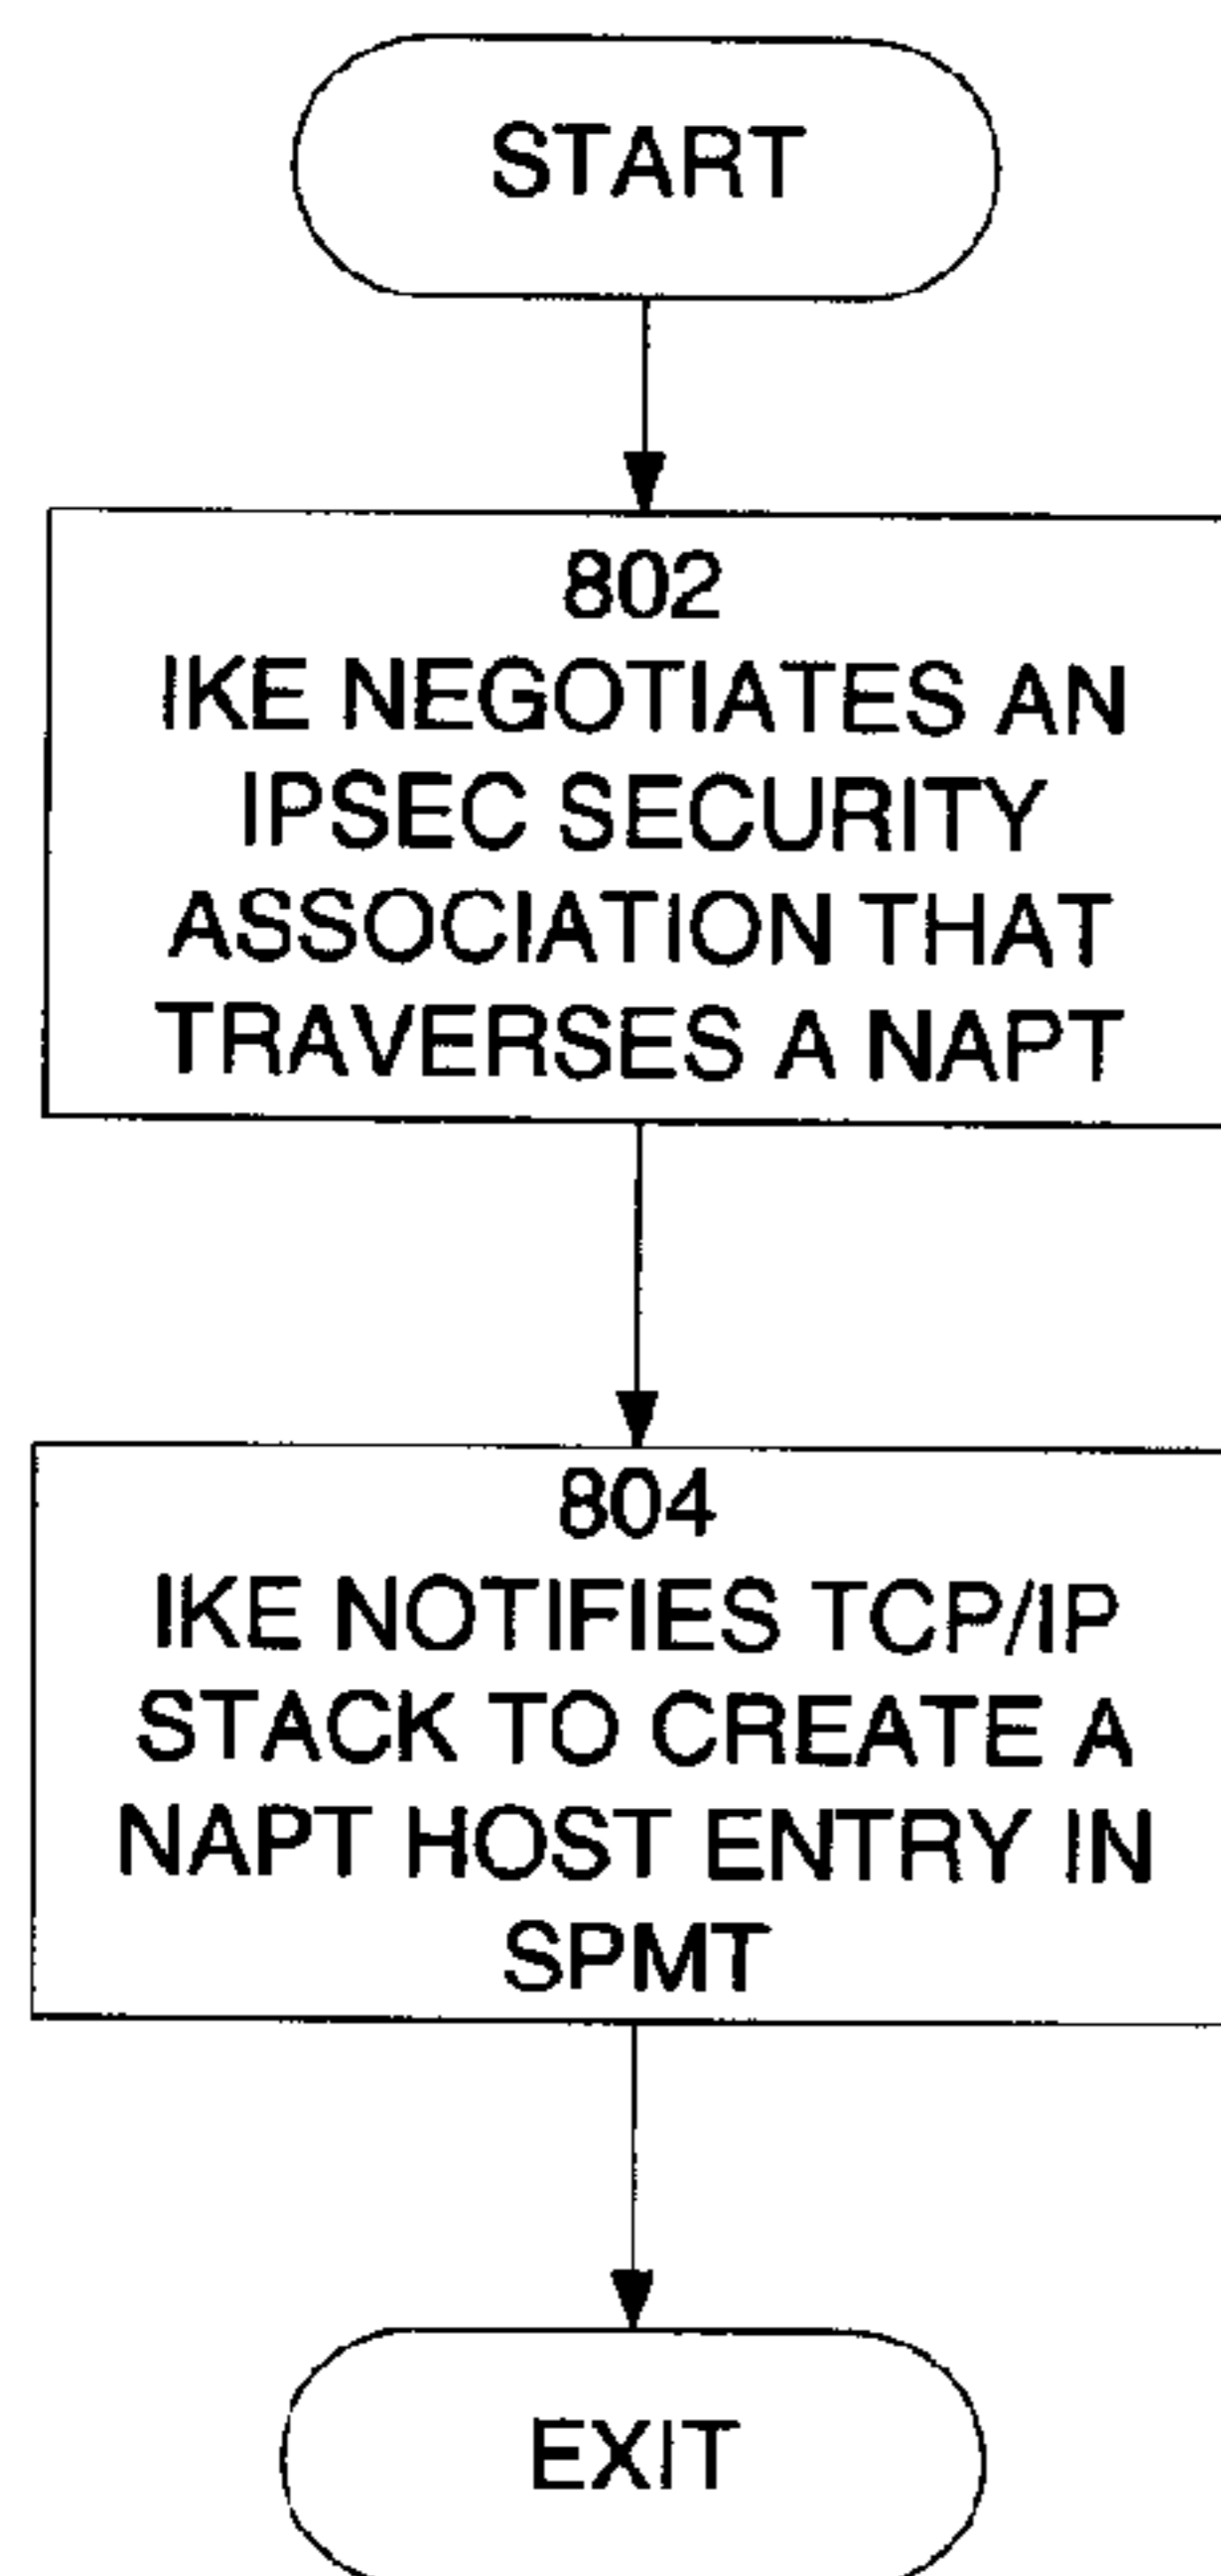 START
802
IKE NEGOTIATES AN
IPSEC SECURITY
ASSOCIATION THAT
TRAVERSES A NAPT
804
IKE NOTIFIES TCP/IP
STACK TO CREATE A
NAPT HOST ENTRY IN
SPMT
EXIT